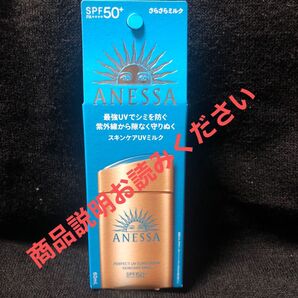 SPF50+
PA++++
さらさらミルク
ANESSA
最強UVでシミを防ぐ
紫外線から隙なく守りぬく
スキンケアUVミルク
商品説明お読みください
ANESSA
PERFECT UV SUNSCREEN
SKINCARE MILK
SPF50+
60mL